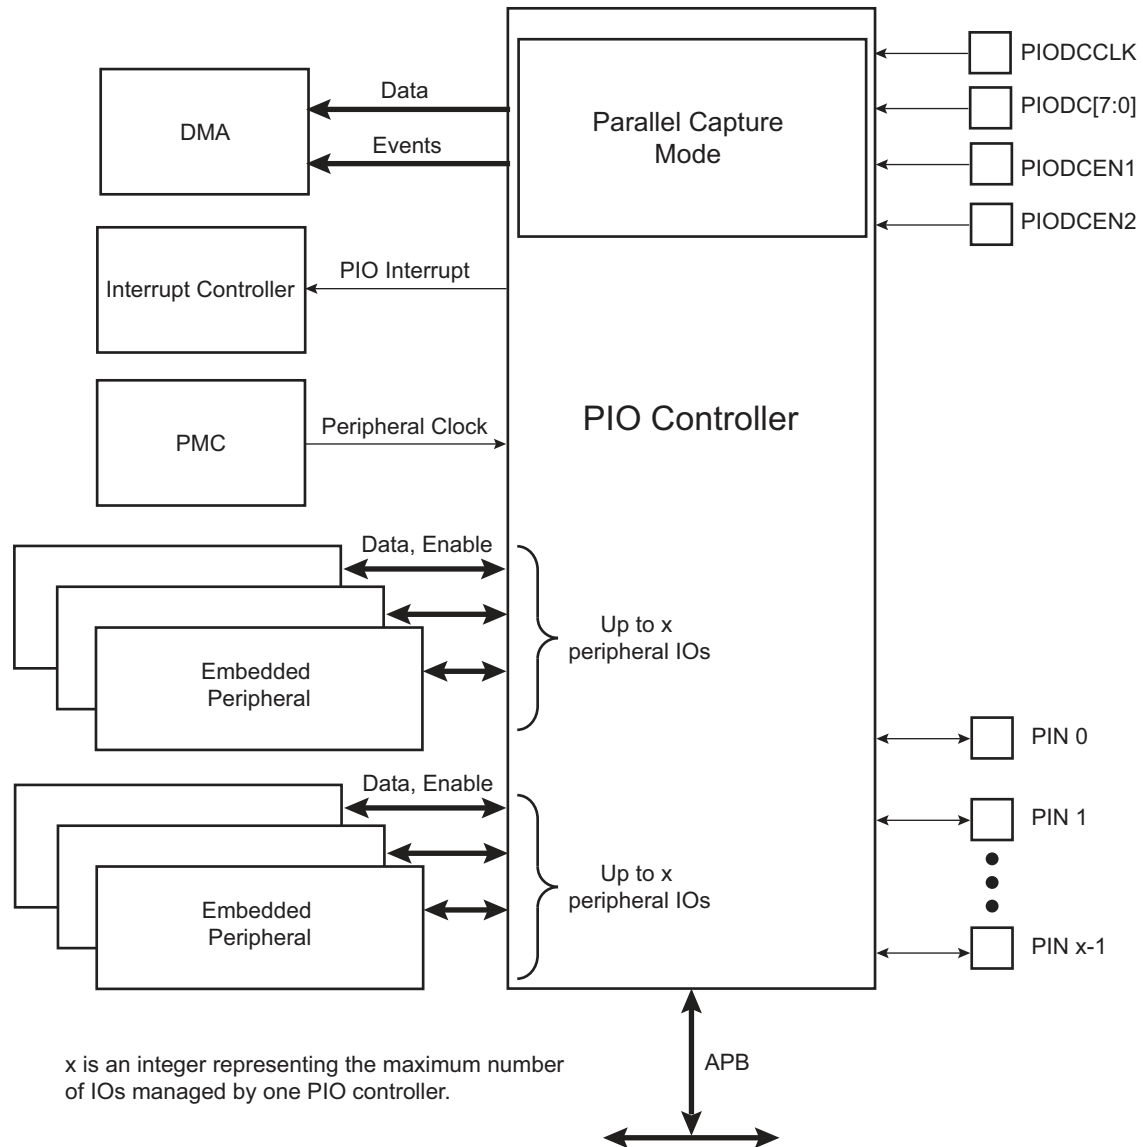 PIODCCLK
Data
DMA
Parallel Capture
Mode
PIODC[7:0]
Events
PIODCEN1
PIODCEN2
PIO Interrupt
Interrupt Controller
PIO Controller
Peripheral Clock
PMC
Data, Enable
Up to x
peripheral IOs
Embedded
Peripheral
PIN 0
Data, Enable
PIN 1
Up to x
peripheral IOs
Embedded
Peripheral
PIN x-1
x is an integer representing the maximum number
of IOs managed by one PIO controller.
APB